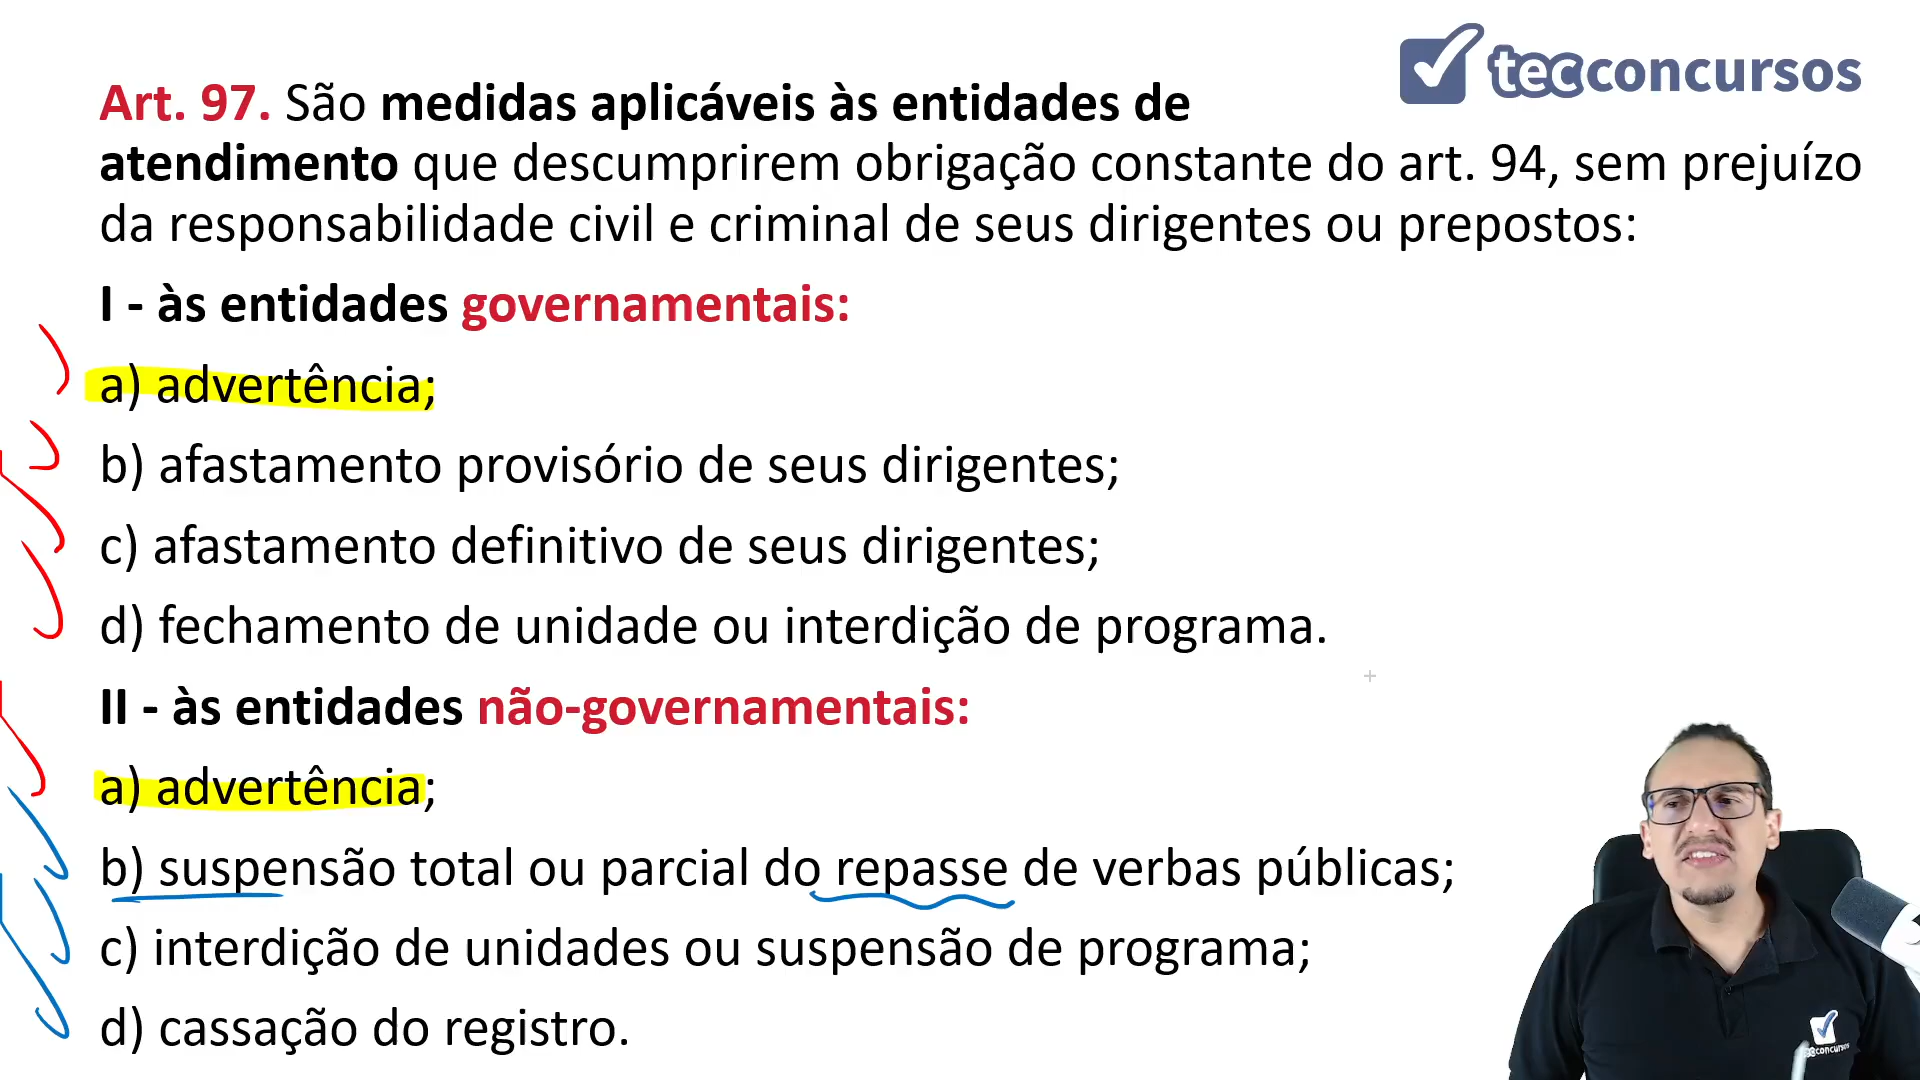 tecconcursos
Art. 97. São medidas aplicáveis às entidades de
atendimento que descumprirem obrigação constante do art. 94, sem prejuízo
da responsabilidade civil e criminal de seus dirigentes ou prepostos:
I - às entidades governamentais:
a) advertência;
b) afastamento provisório de seus dirigentes;
c) afastamento definitivo de seus dirigentes;
d) fechamento de unidade ou interdição de programa.
II - às entidades não-governamentais:
a) advertência;
b) suspensão total ou parcial do repasse de verbas públicas;
c) interdição de unidades ou suspensão de programa;
d) cassação do registro.
tecconcursos